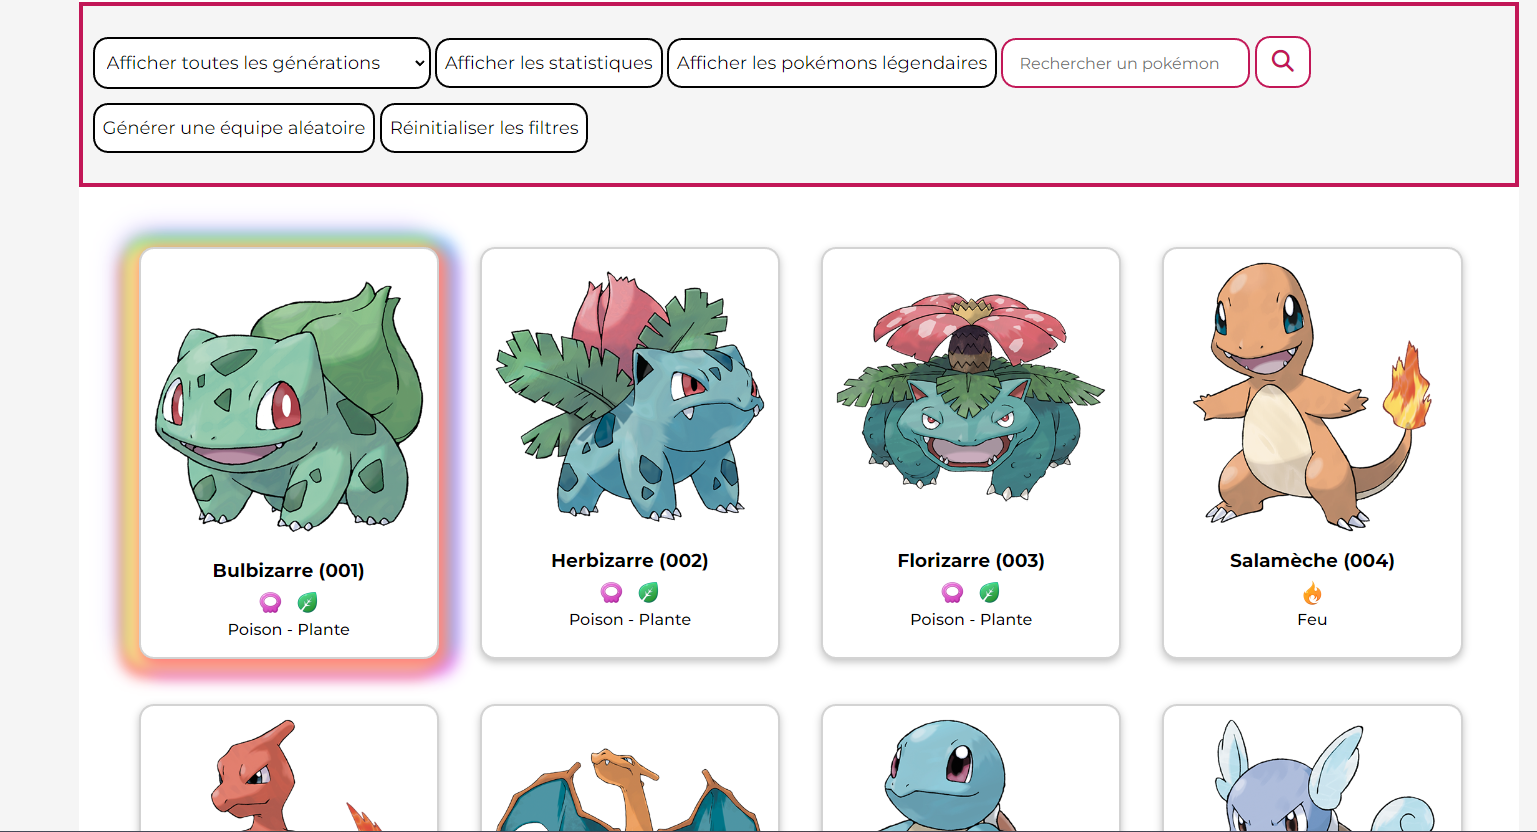 Afficher toutes les générations Afficher les statistiques Afficher les pokémons légendaires Rechercher un pokémon
Générer une équipe aléatoire Réinitialiser les filtres
Bulbizarre (001)
Poison - Plante
Herbizarre (002)
Poison - Plante
Florizarre (003)
Poison - Plante
Salamèche (004)
Feu